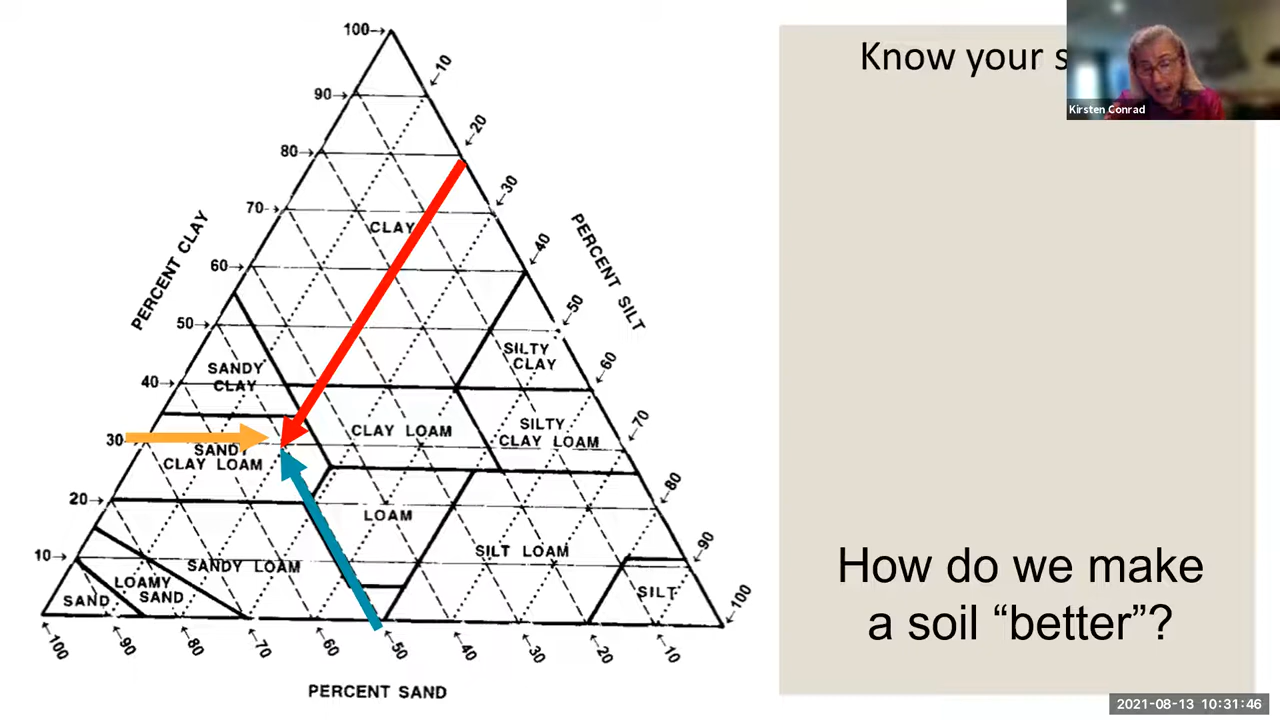 100
90
80
70
60
50
40
30
20
10
PERCENT CLAY
10
20
30
40
50
60
70
80
90
100
PERCENT SILT
CLAY
SILTY
CLAY
SANDY
CLAY
CLAY LOAM
SILTY
CLAY LOAM
CLAY LOAM
LOAM
SILT LOAM
SANDY LOAM
LOAMY
SAND
SAND
SILT
100
90
80
70
60
50
40
30
20
10
PERCENT SAND
Know your
Kirsten Conrad
How do we make
a soil “better”?
2021-08-13 10:31:46